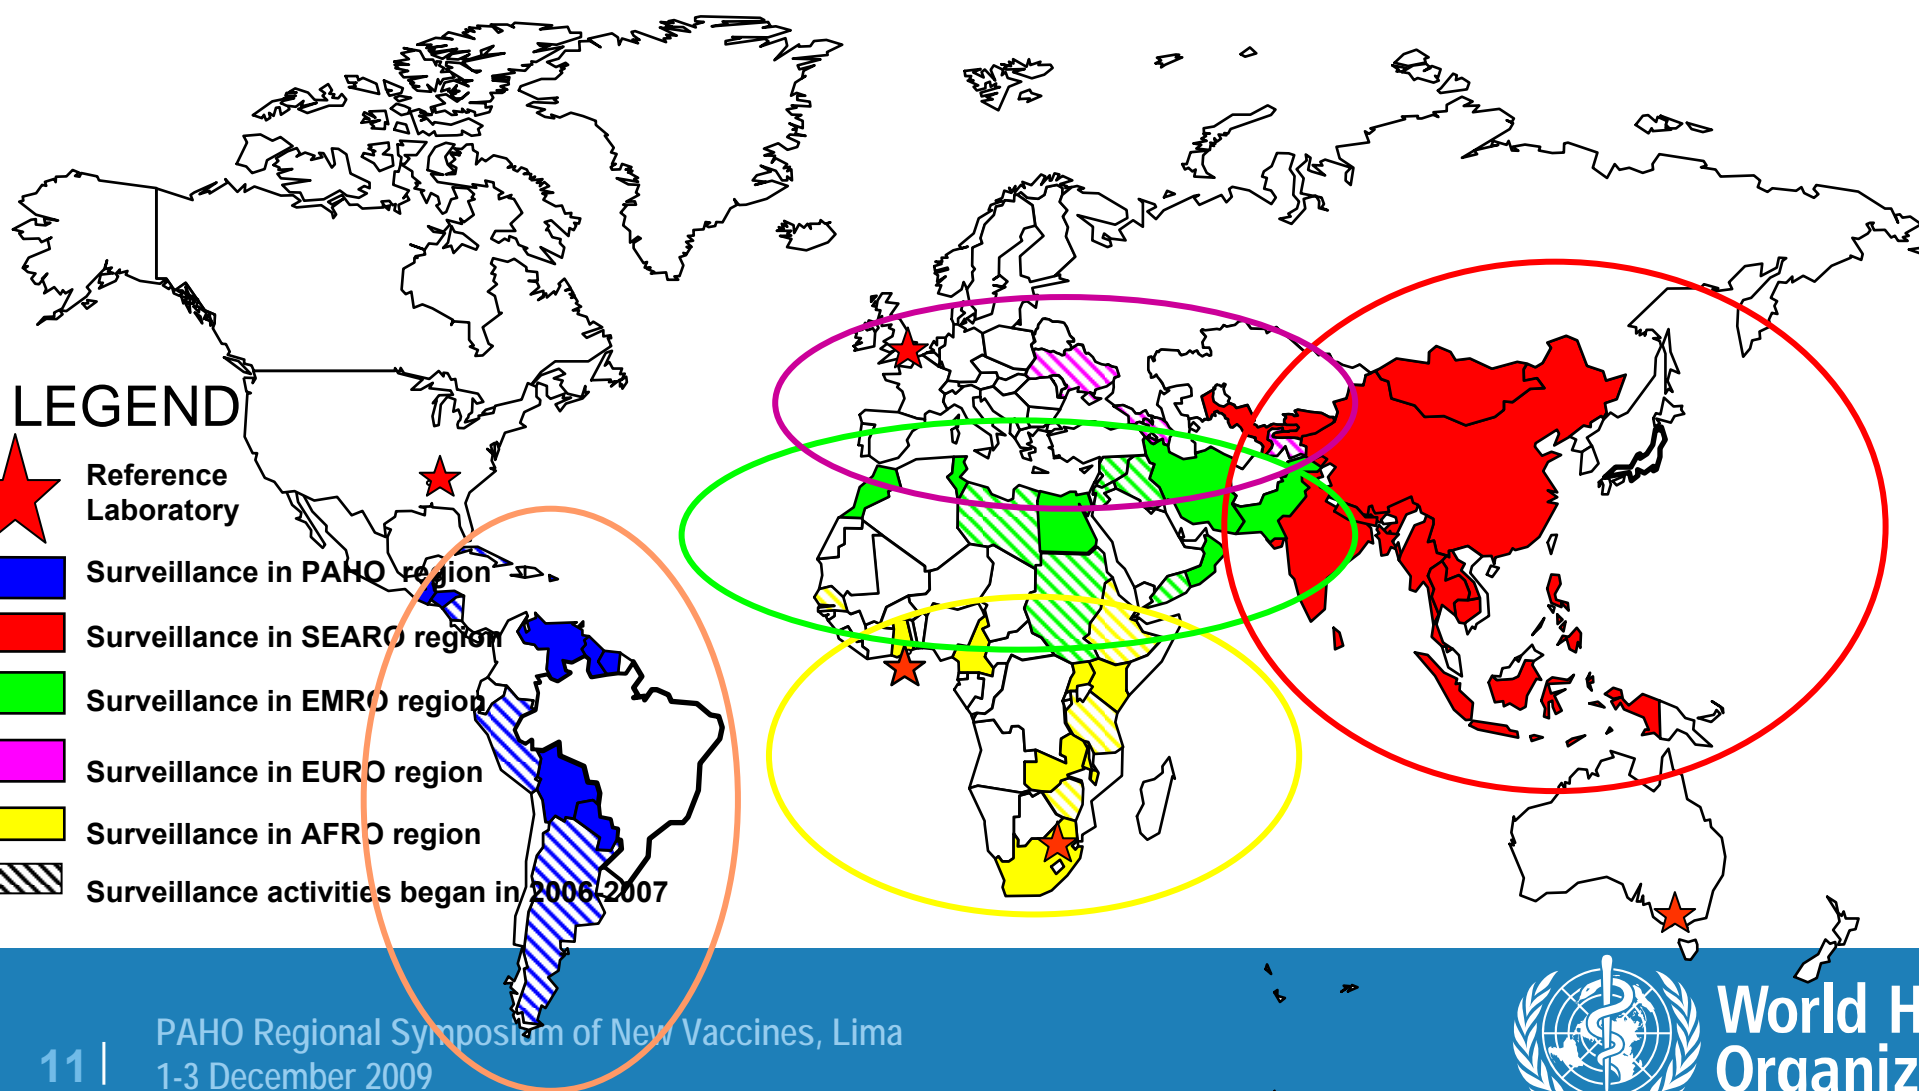 LEGEND
Reference
Laboratory
Surveillance in PAHO region
Surveillance in SEARO region
Surveillance in EMRO region
Surveillance in EURO region
Surveillance in AFRO region
Surveillance activities began in 2006-2007
PAHO Regional Symposium of New Vaccines, Lima
11 | 1-3 December 2009
World H
Organiz